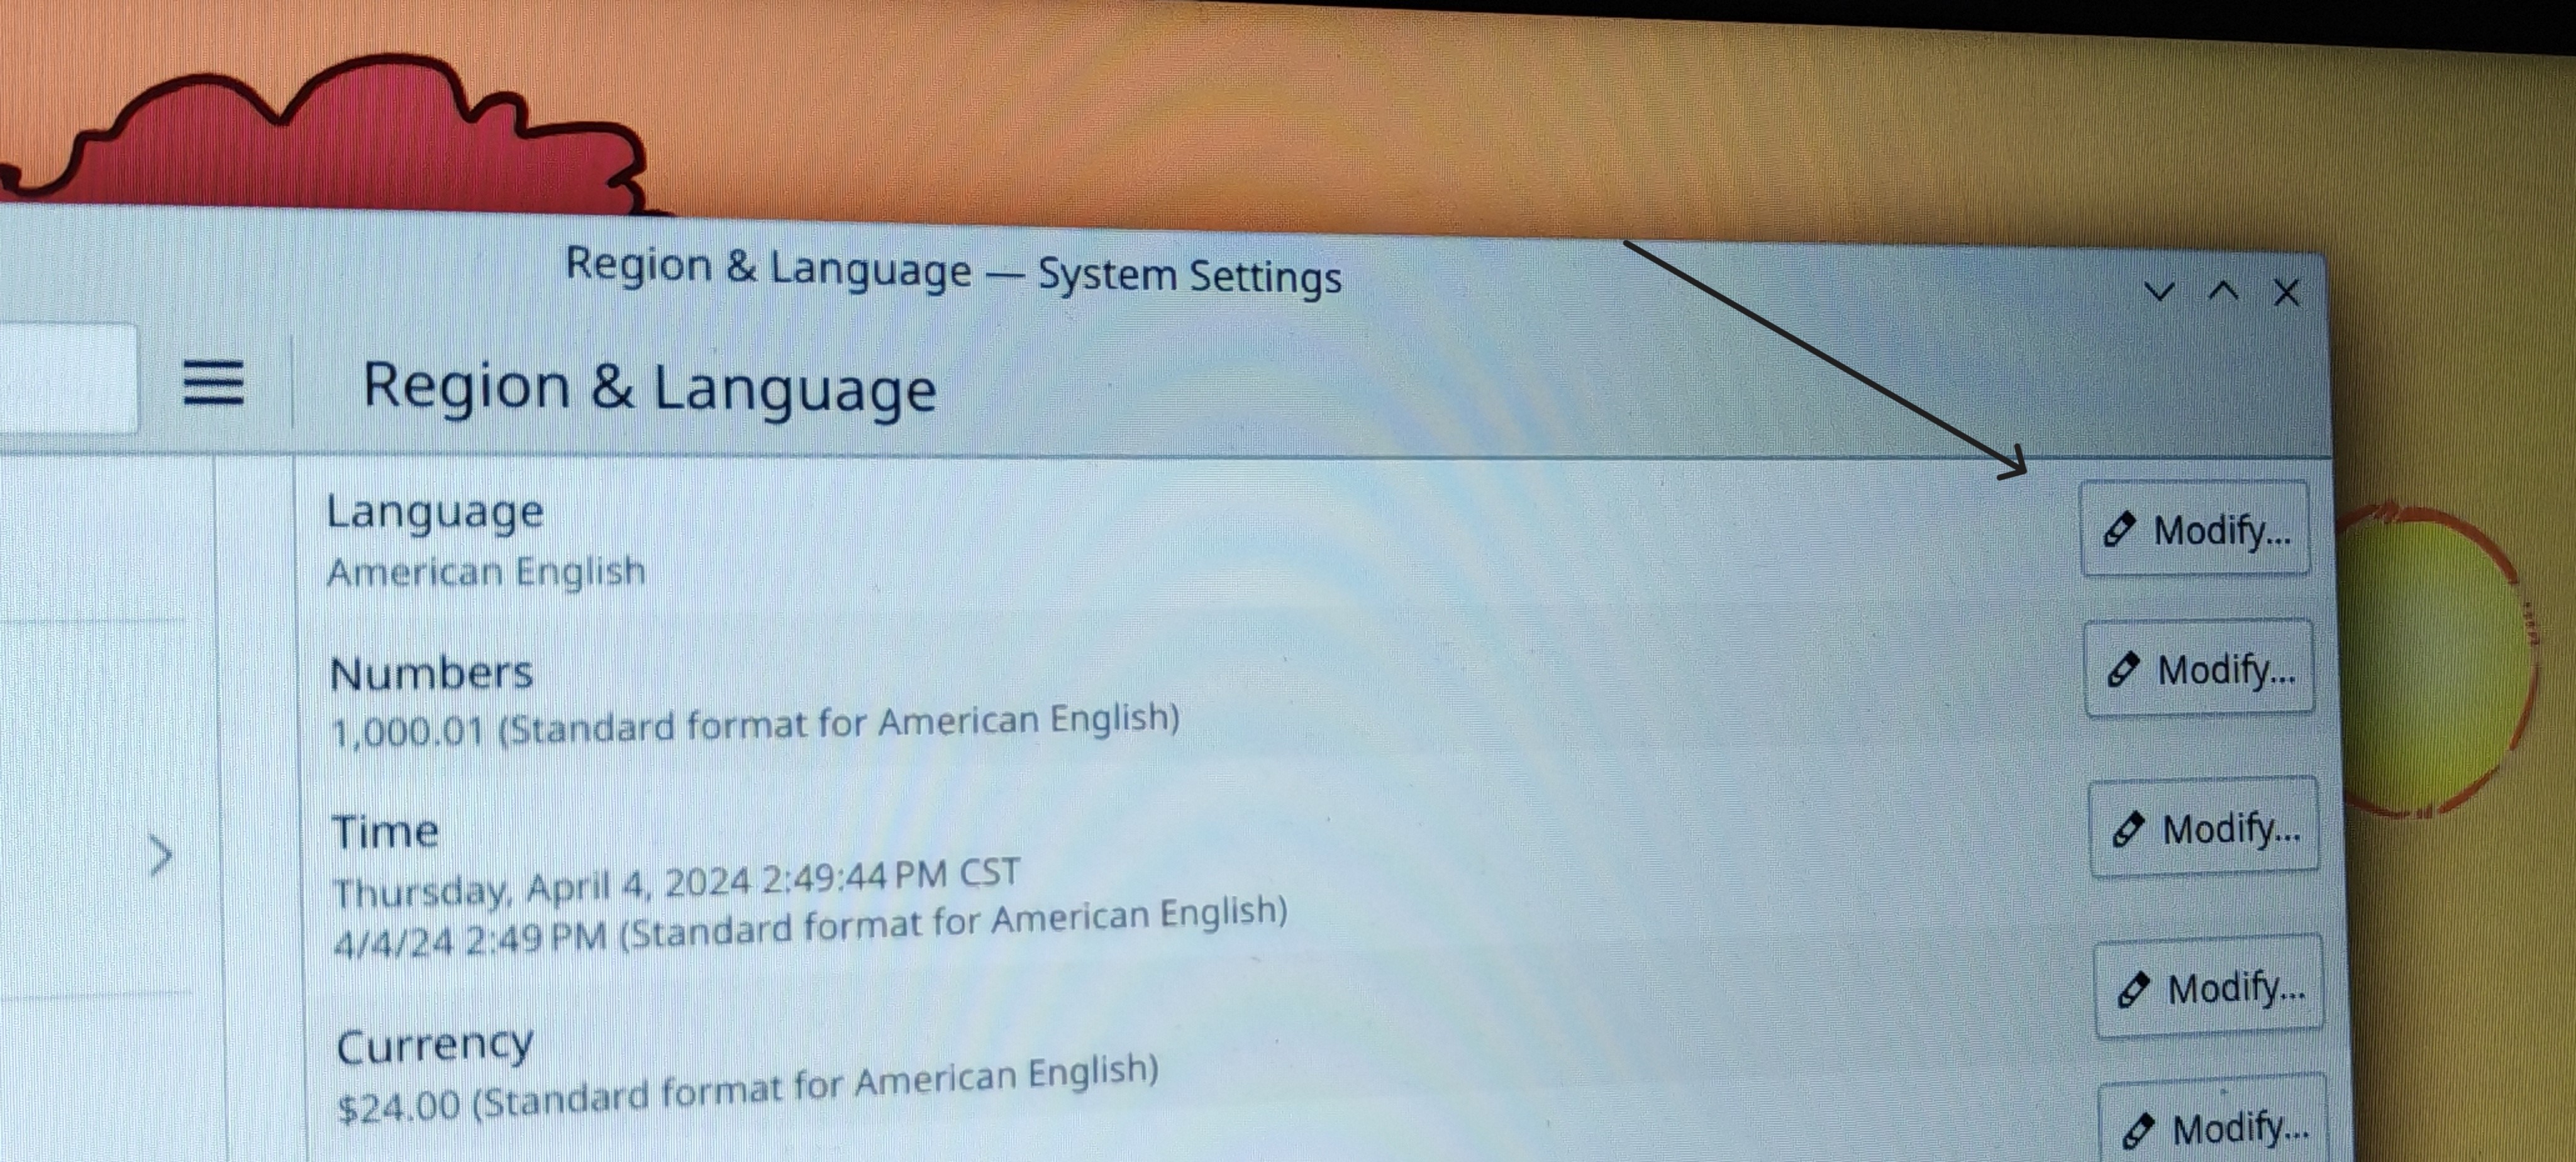 Region & Language — System Settings
Region & Language
Language
American English
Modify...
Numbers
1,000.01 (Standard format for American English)
Modify...
Time
Thursday, April 4, 2024 2:49:44 PM CST
4/4/24 2:49 PM (Standard format for American English)
Modify...
Currency
$24.00 (Standard format for American English)
Modify...
Modify...